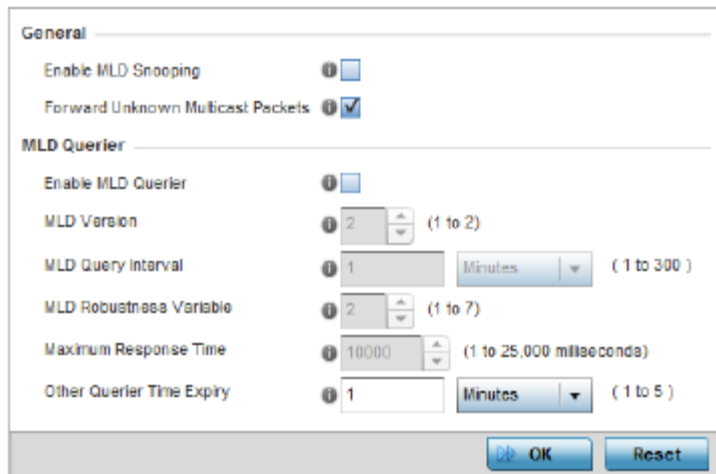 General
Enable MLD Snooping
Forward Unknown Multicast Packets
MLD Querier
Enable MLD Querier
MLD Version 2 (1 to 2)
MLD Query Interval 1 Minutes ( 1 to 300 )
MLD Robustness Variable 2 (1 to 7)
Maximum Response Time 10000 (1 to 25,000 milliseconds)
Other Querier Time Expiry 1 Minutes ( 1 to 5 )
OK Reset